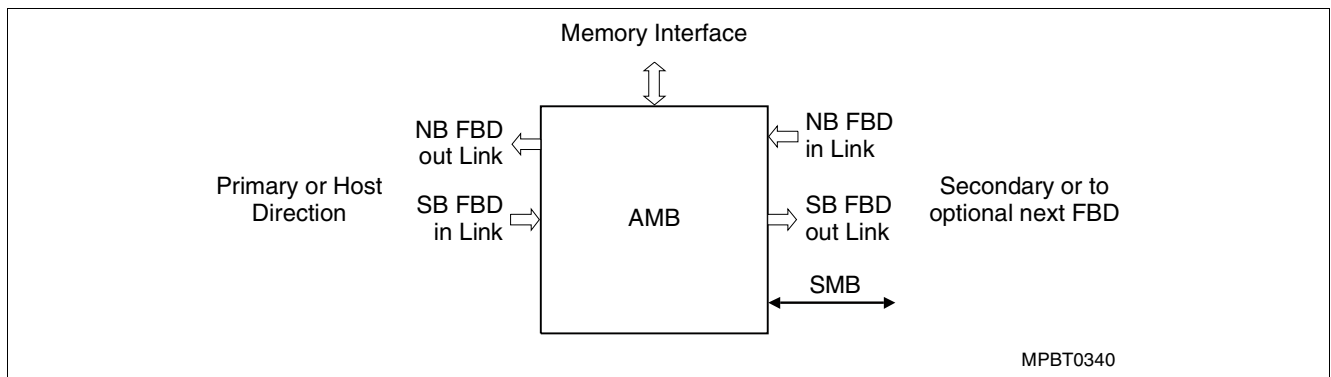 Memory Interface
NB FBD
out Link
NB FBD
in Link
Primary or Host
Direction
SB FBD
in Link
AMB
SB FBD
out Link
Secondary or to
optional next FBD
SMB
MPBT0340